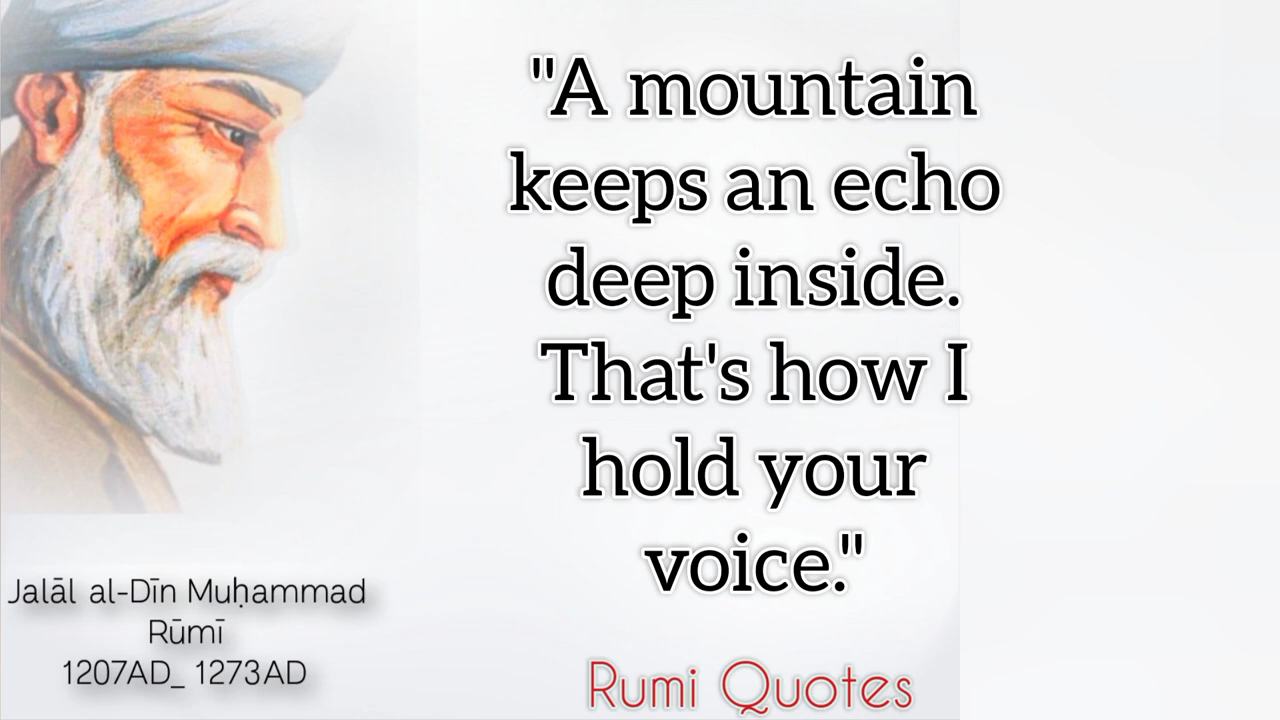 "A mountain
keeps an echo
deep inside.
That's how I
hold your
voice."
Jalāl al-Dīn Muḥammad
Rūmī
1207AD_ 1273AD
Rumi Quotes